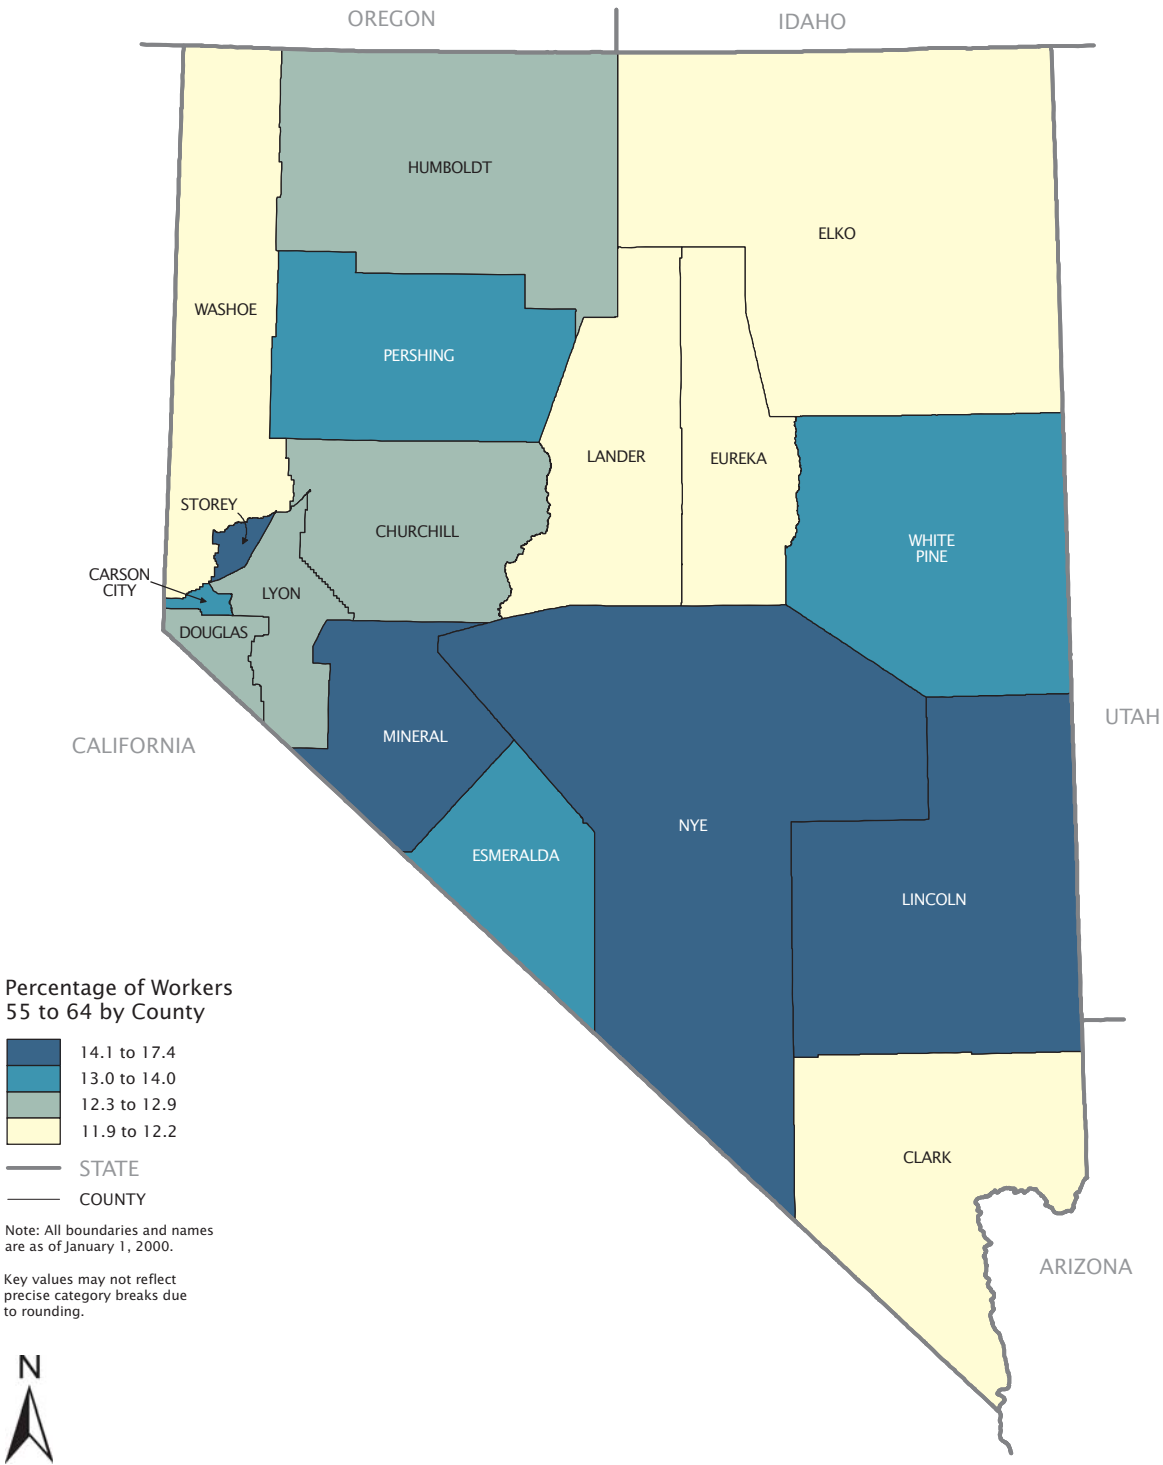 OREGON
IDAHO
HUMBOLDT
ELKO
WASHOE
PERSHING
LANDER
EUREKA
STOREY
CHURCHILL
WHITE
PINE
CARSON
CITY
LYON
DOUGLAS
UTAH
CALIFORNIA
MINERAL
NYE
ESMERALDA
LINCOLN
Percentage of Workers
55 to 64 by County
14.1 to 17.4
13.0 to 14.0
12.3 to 12.9
11.9 to 12.2
STATE
COUNTY
CLARK
Note: All boundaries and names
are as of January 1, 2000.
ARIZONA
Key values may not reflect
precise category breaks due
to rounding.
N